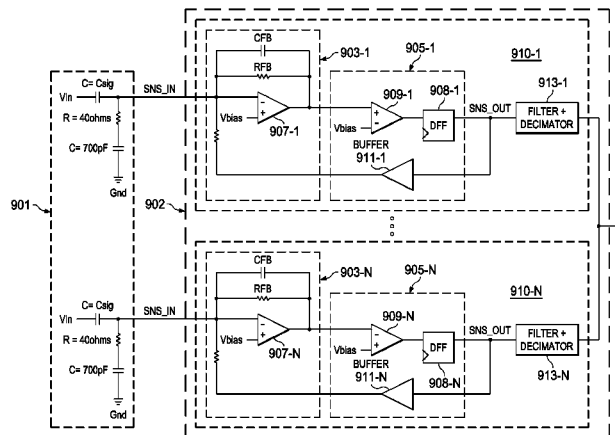 903-1
905-1
910-1
CFB
RFB
C= Csig
SNS_IN
Vin
R = 40ohms
C= 700pF
Gnd
Vbias
-
+
907-1
909-1
+
-
Vbias
908-1
DFF
SNS_OUT
913-1
FILTER +
DECIMATOR
BUFFER
911-1
901
902
903-N
905-N
910-N
CFB
RFB
C= Csig
SNS_IN
Vin
R = 40ohms
C= 700pF
Gnd
Vbias
-
+
907-N
909-N
-
+
Vbias
DFF
908-N
SNS_OUT
FILTER +
DECIMATOR
913-N
BUFFER
911-N